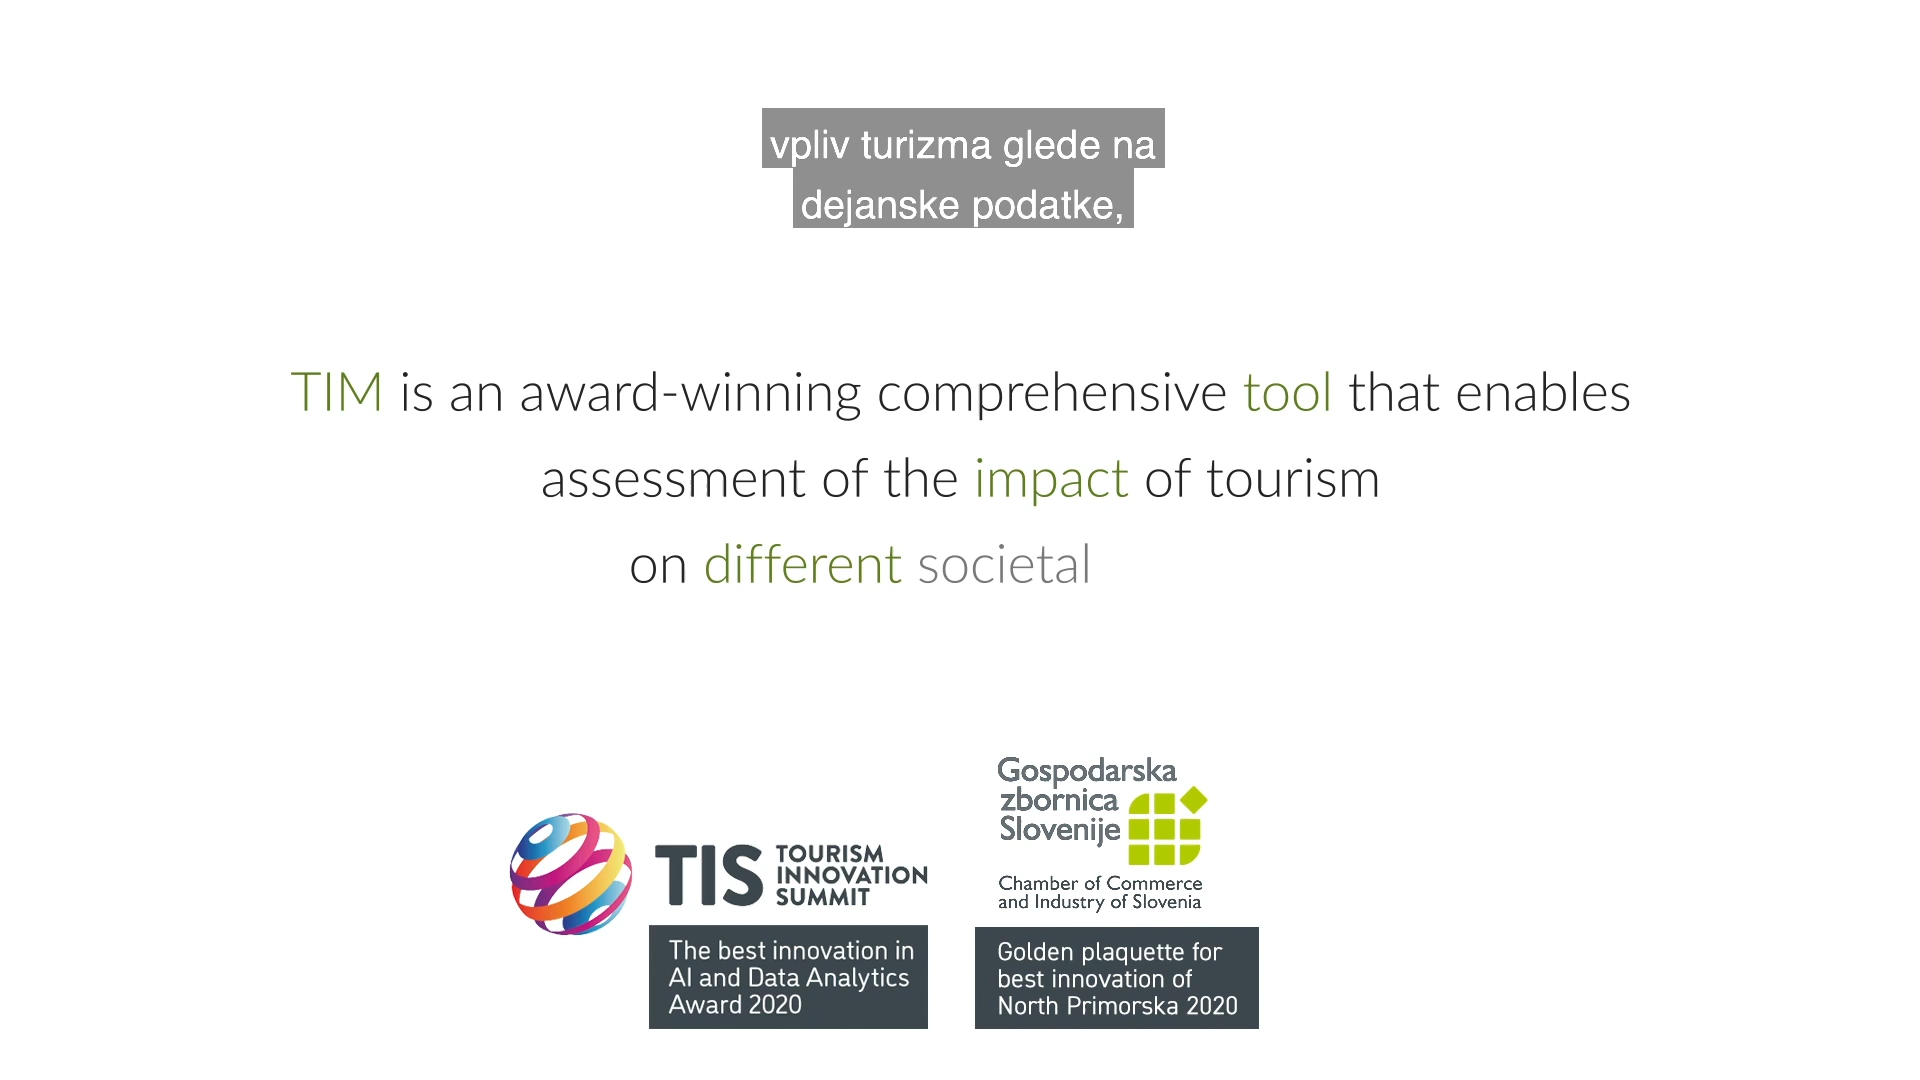 vpliv turizma glede na
dejanske podatke,
TIM is an award-winning comprehensive tool that enables
assessment of the impact of tourism
on different societal
TIS TOURISM
INNOVATION
SUMMIT
The best innovation in
AI and Data Analytics
Award 2020
Gospodarska
zbornica
Slovenije
Chamber of Commerce
and Industry of Slovenia
Golden plaquette for
best innovation of
North Primorska 2020